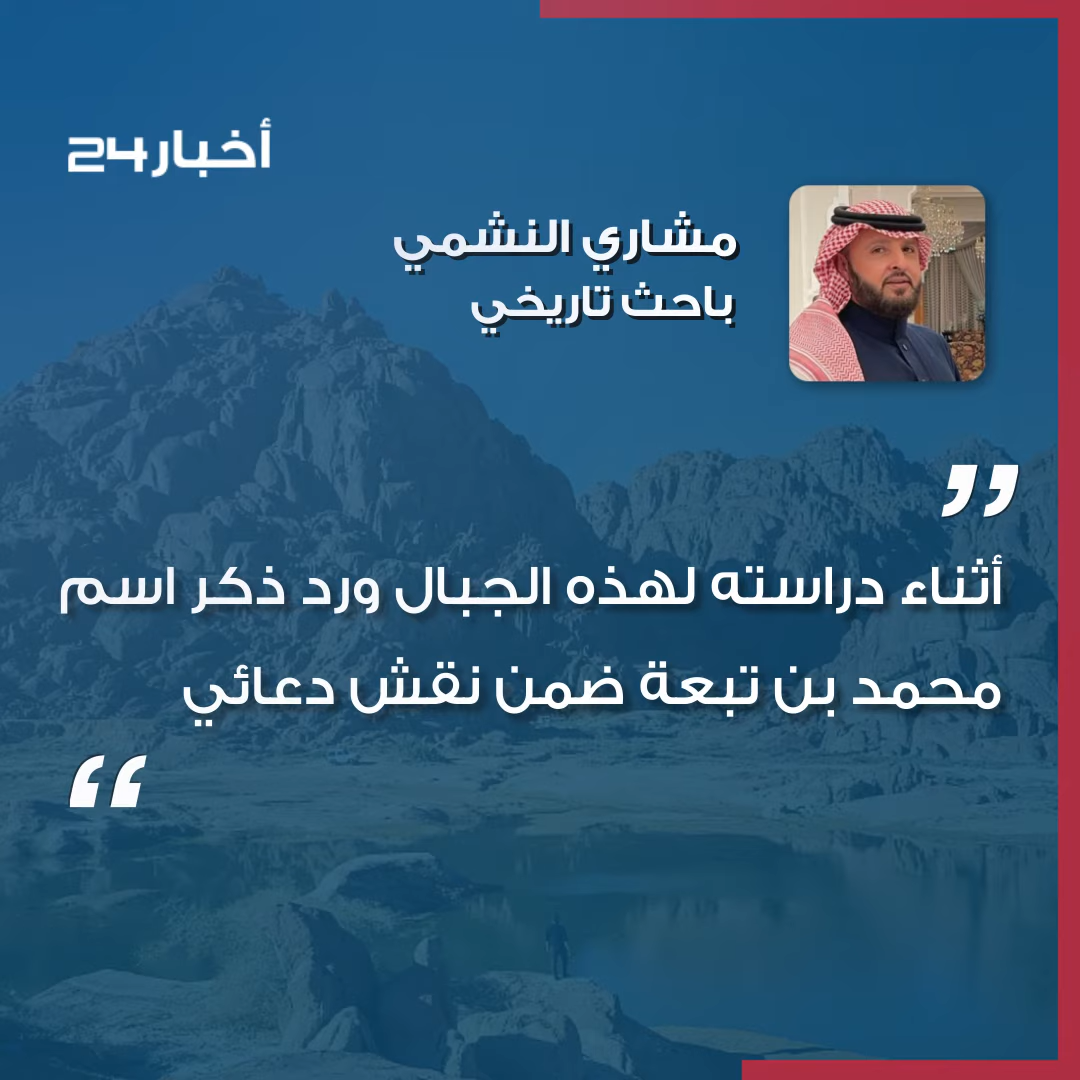 أخبار24
مشاري النشمي
باحث تاريخي
”
أثناء دراسته لهذه الجبال ورد ذكر اسم
محمد بن تبعة ضمن نقش دعائي
“